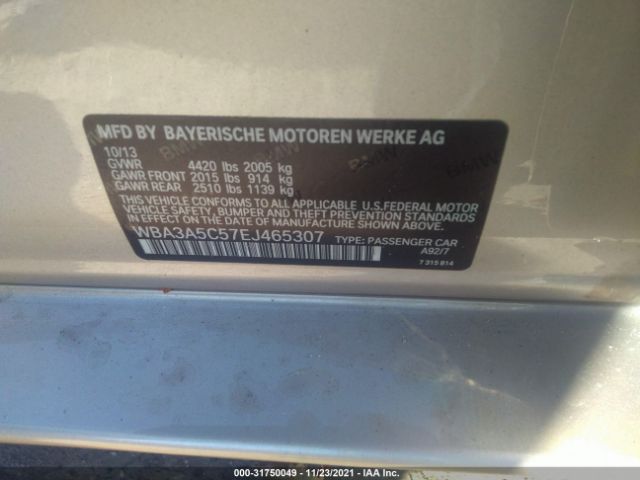 MFD BY BAYERISCHE MOTOREN WERKE AG
10/13
GVWR 4420 lbs 2005 kg
GAWR FRONT 2015 lbs 914 kg
GAWR REAR 2510 lbs 1139 kg
THIS VEHICLE CONFORMS TO ALL APPLICABLE U.S.FEDERAL MOTOR
VEHICLE SAFETY, BUMPER AND THEFT PREVENTION STANDARDS
IN EFFECT ON THE DATE OF MANUFACTURE SHOWN ABOVE.
WBA3A5C57EJ465307 TYPE: PASSENGER CAR
A92/7
7 315 814
000-31750049 - 11/23/2021 - IAA Inc.